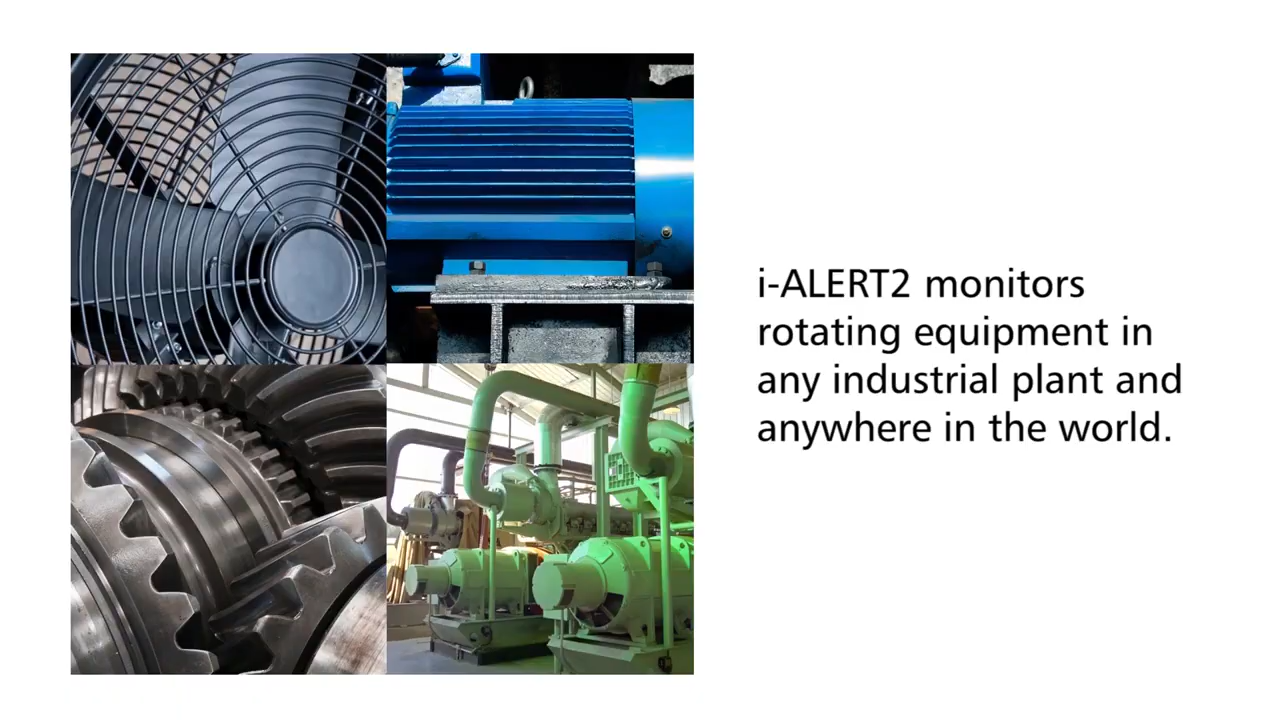 i-ALERT2 monitors
rotating equipment in
any industrial plant and
anywhere in the world.